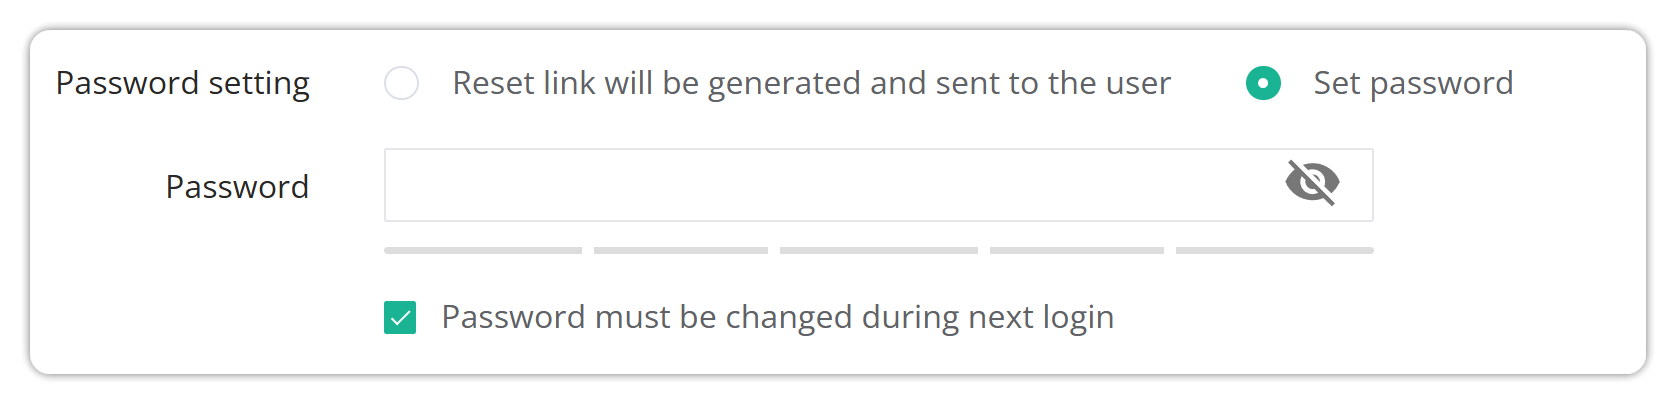 Password setting Reset link will be generated and sent to the user Set password
Password
Password must be changed during next login